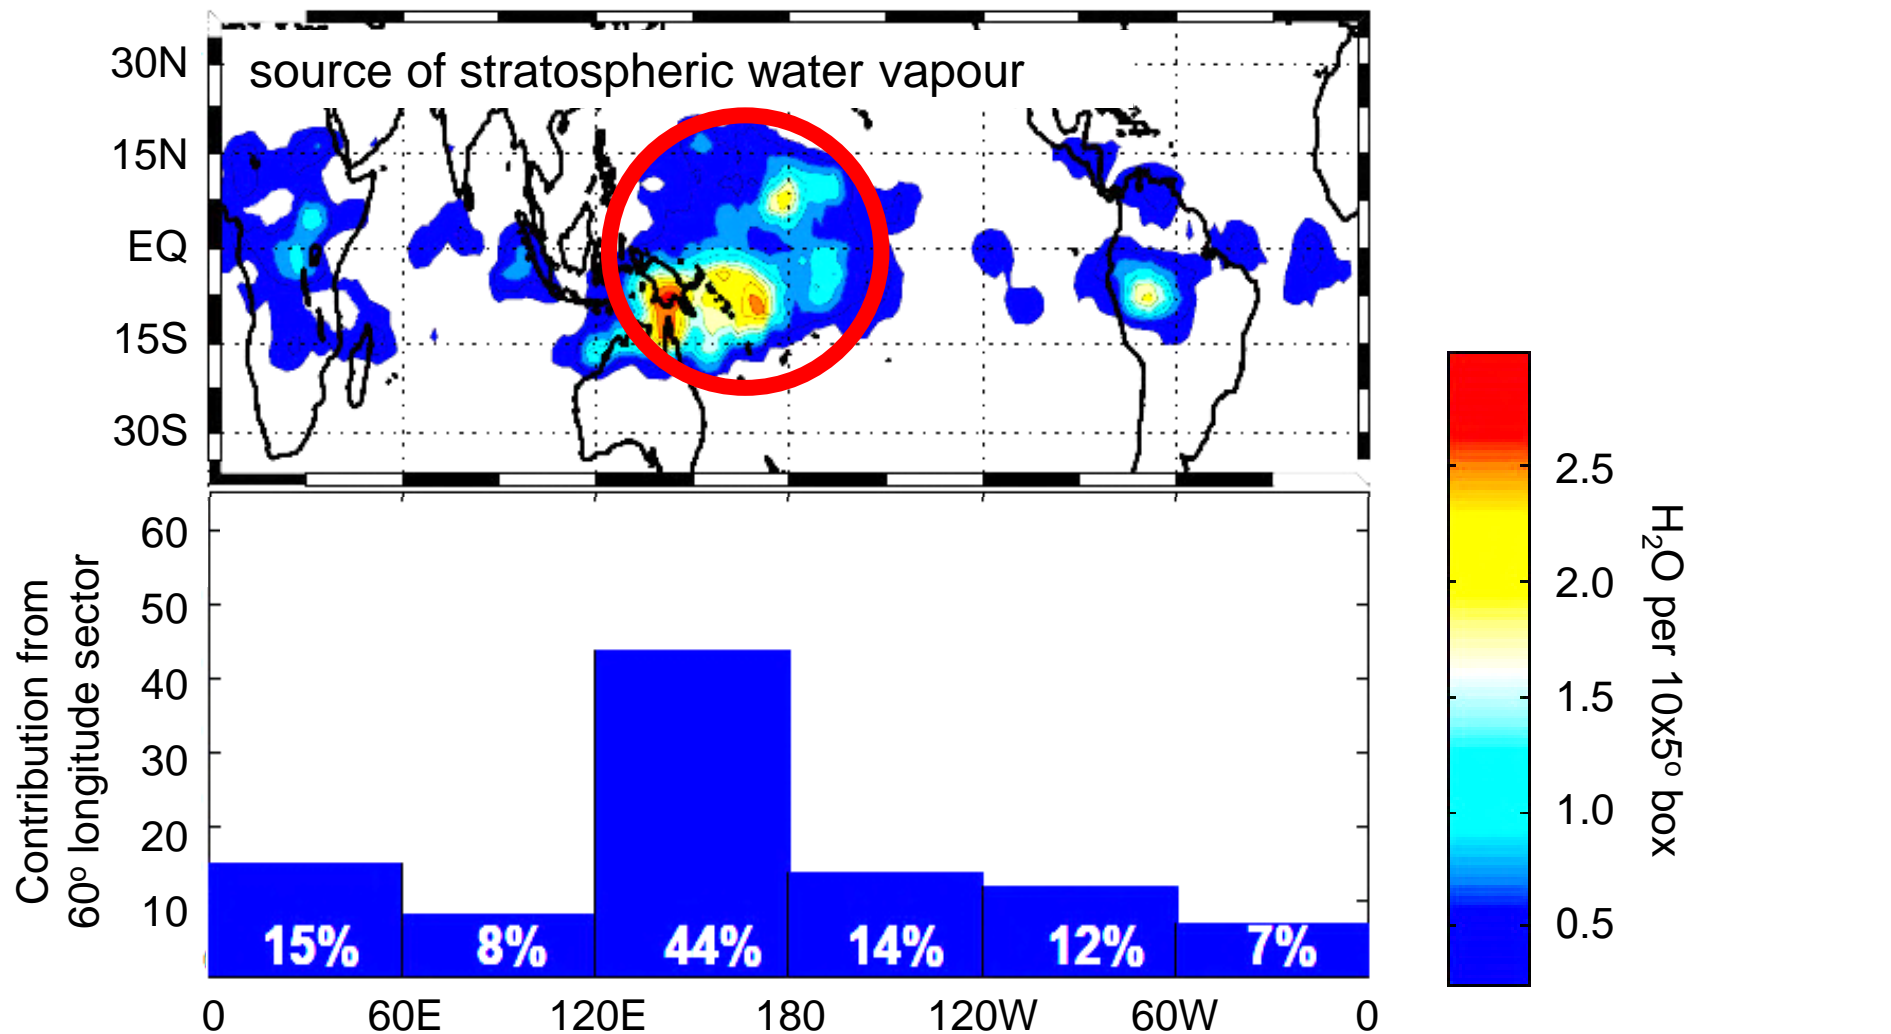 source of stratospheric water vapour
30N
15N
EQ
15S
30S
Contribution from
60º longitude sector
60
50
40
30
20
10
15%
8%
44%
14%
12%
7%
0
60E
120E
180
120W
60W
0
2.5
2.0
1.5
1.0
0.5
H₂O per 10x5º box